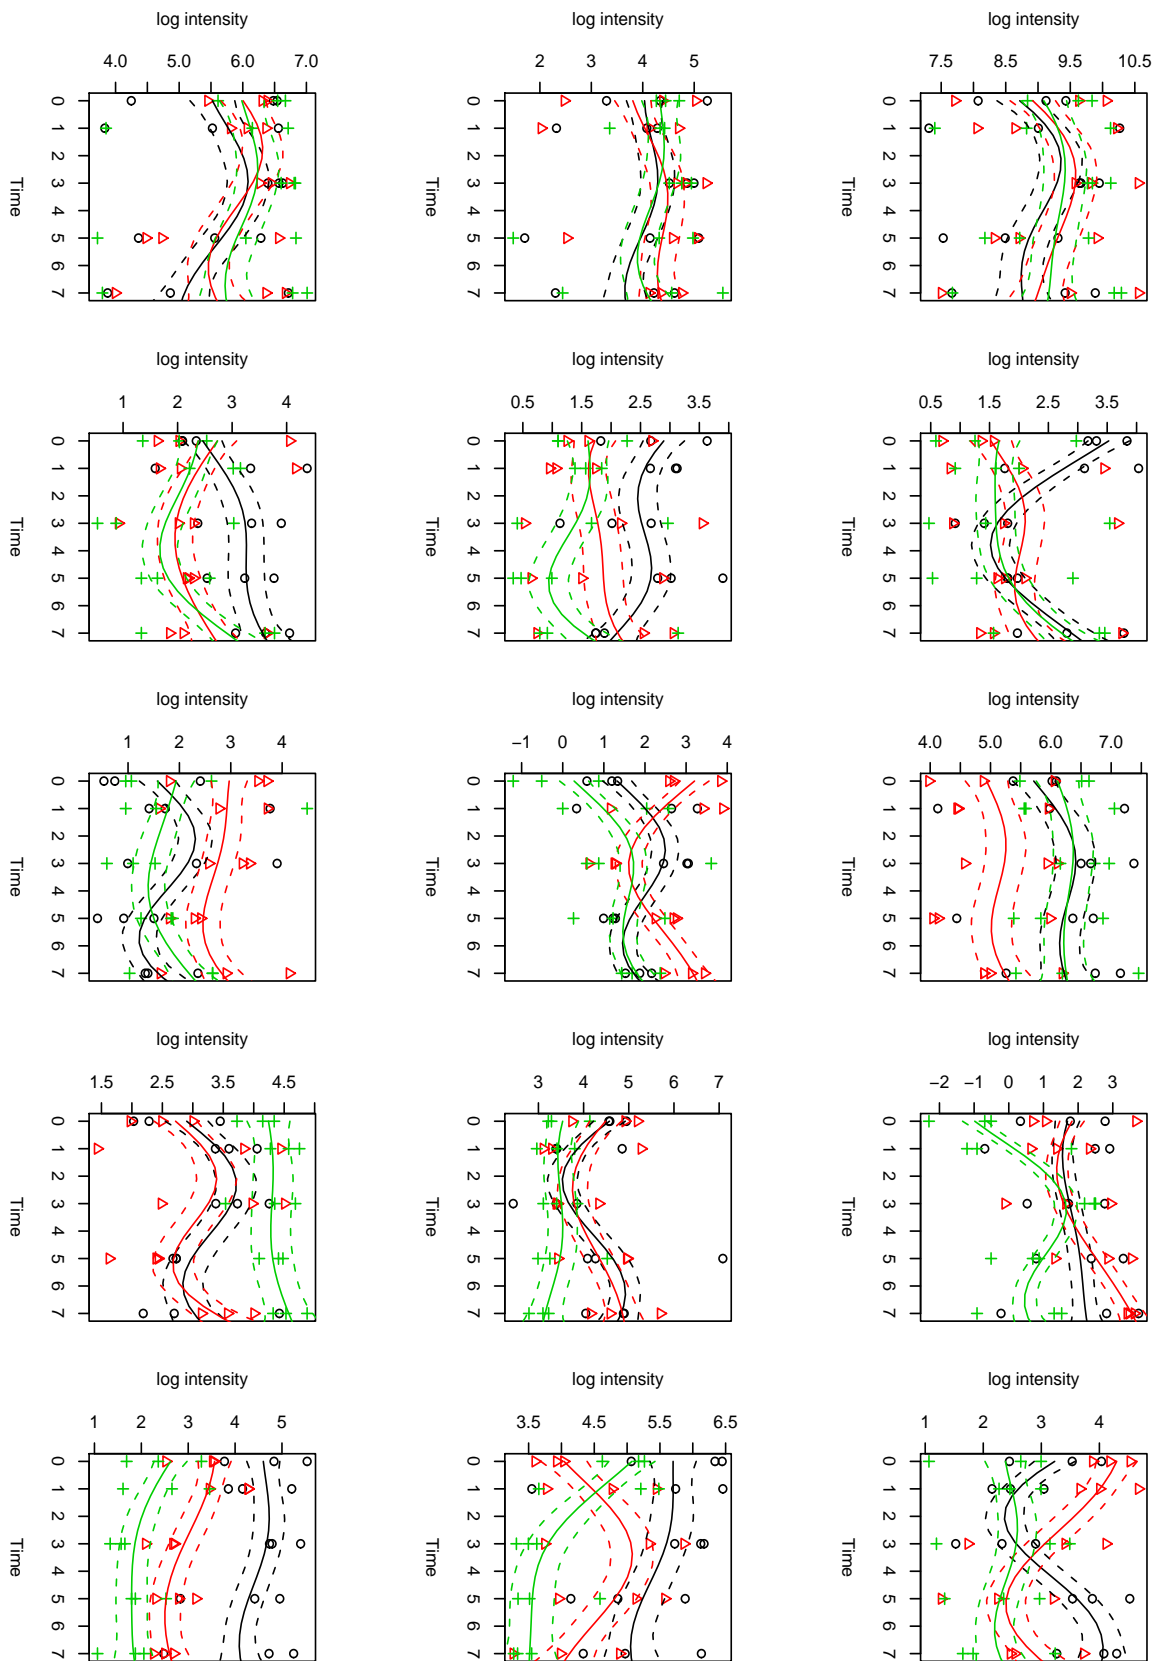 log intensity log intensity log intensity
4.0 5.0 6.0 7.0 2 3 4 5 7.5 8.5 9.5 10.5
0 1 2 3 4 5 6 7 0 1 2 3 4 5 6 7 0 1 2 3 4 5 6 7
Time Time Time
log intensity log intensity log intensity
1 2 3 4 0.5 1.5 2.5 3.5 0.5 1.5 2.5 3.5
0 1 2 3 4 5 6 7 0 1 2 3 4 5 6 7 0 1 2 3 4 5 6 7
Time Time Time
log intensity log intensity log intensity
1 2 3 4 −1 0 1 2 3 4 4.0 5.0 6.0 7.0
0 1 2 3 4 5 6 7 0 1 2 3 4 5 6 7 0 1 2 3 4 5 6 7
Time Time Time
log intensity log intensity log intensity
1.5 2.5 3.5 4.5 3 4 5 6 7 −2 −1 0 1 2 3
0 1 2 3 4 5 6 7 0 1 2 3 4 5 6 7 0 1 2 3 4 5 6 7
Time Time Time
log intensity log intensity log intensity
1 2 3 4 5 3.5 4.5 5.5 6.5 1 2 3 4
0 1 2 3 4 5 6 7 0 1 2 3 4 5 6 7 0 1 2 3 4 5 6 7
Time Time Time